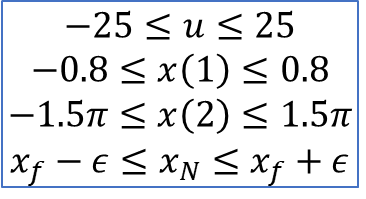 −25 ≤ u ≤ 25
−0.8 ≤ x(1) ≤ 0.8
−1.5π ≤ x(2) ≤ 1.5π
x_f − ϵ ≤ x_N ≤ x_f + ϵ